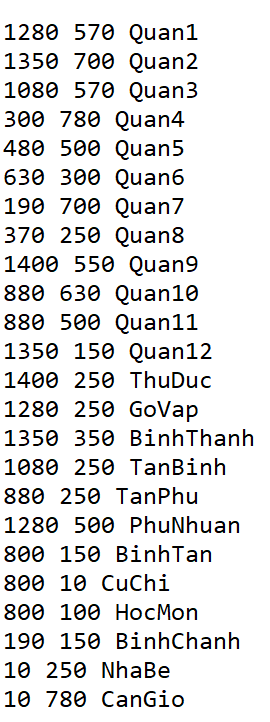 1280 570 Quan1
1350 700 Quan2
1080 570 Quan3
300 780 Quan4
480 500 Quan5
630 300 Quan6
190 700 Quan7
370 250 Quan8
1400 550 Quan9
880 630 Quan10
880 500 Quan11
1350 150 Quan12
1400 250 ThuDuc
1280 250 GoVap
1350 350 BinhThanh
1080 250 TanBinh
880 250 TanPhu
1280 500 PhuNhuan
800 150 BinhTan
800 10 CuChi
800 100 HocMon
190 150 BinhChanh
10 250 NhaBe
10 780 CanGio